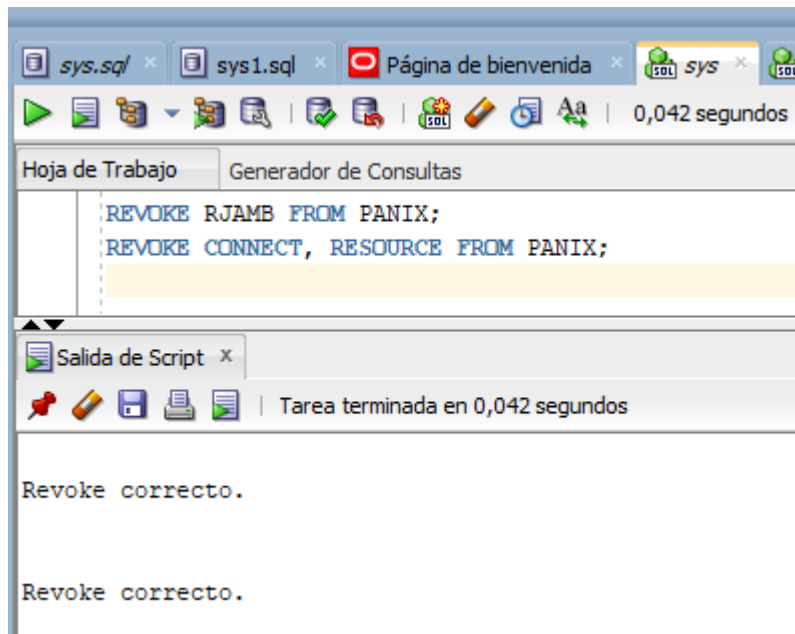 sys.sql
sys1.sql
Página de bienvenida
sys
0,042 segundos
Hoja de Trabajo
Generador de Consultas
REVOKE RJAMB FROM PANIX;
REVOKE CONNECT, RESOURCE FROM PANIX;
Salida de Script
Tarea terminada en 0,042 segundos
Revoke correcto.
Revoke correcto.